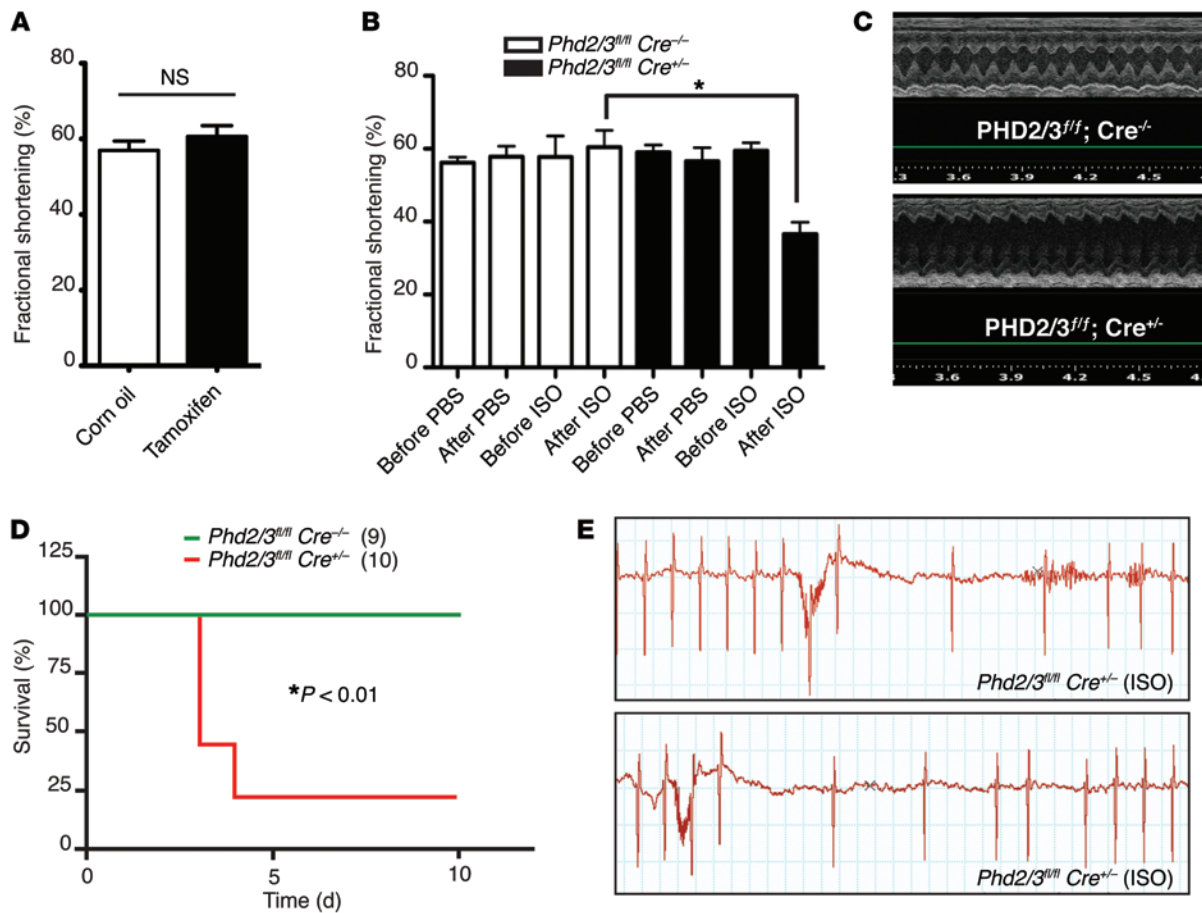 A
Fractional shortening (%)
80
60
40
20
0
NS
Corn oil
Tamoxifen
B
Phd2/3fl/fl Cre–/–
Phd2/3fl/fl Cre+/–
Fractional shortening (%)
80
60
40
20
0
*
Before PBS
After PBS
Before ISO
After ISO
Before PBS
After PBS
Before ISO
After ISO
C
PHD2/3f/f; Cre-/-
.3 3.6 3.9 4.2 4.5
PHD2/3f/f; Cre+/-
3.6 3.9 4.2 4.5 4
D
Phd2/3fl/fl Cre–/– (9)
Phd2/3fl/fl Cre+/– (10)
Survival (%)
125
100
75
50
25
0
*P < 0.01
0 5 10
Time (d)
E
Phd2/3fl/fl Cre+/– (ISO)
Phd2/3fl/fl Cre+/– (ISO)